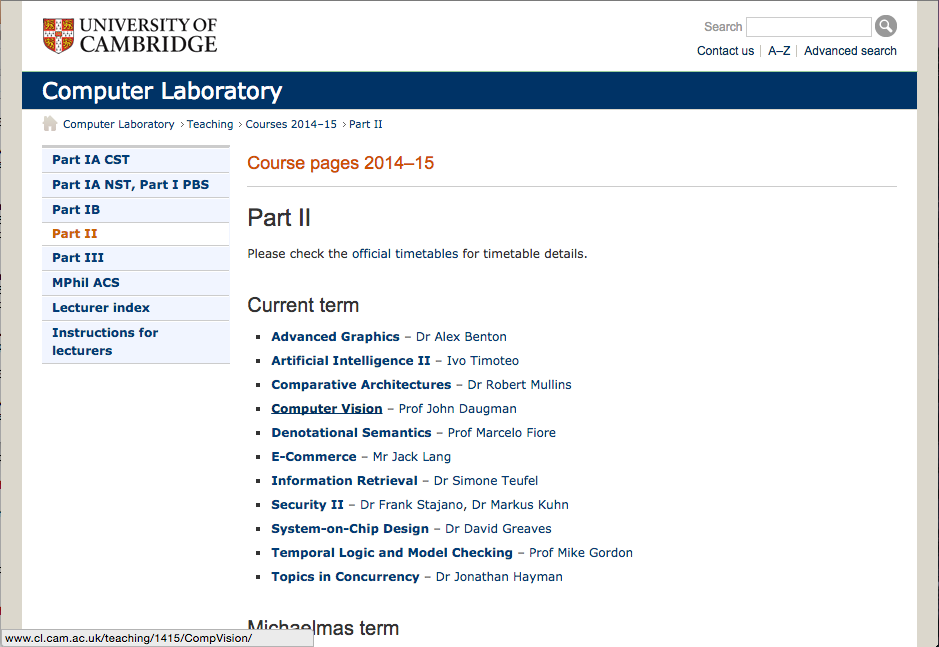 UNIVERSITY OF
CAMBRIDGE
Search
Contact us | A–Z | Advanced search
Computer Laboratory
Computer Laboratory › Teaching › Courses 2014–15 › Part II
Part IA CST
Part IA NST, Part I PBS
Part IB
Part II
Part III
MPhil ACS
Lecturer index
Instructions for
lecturers
Course pages 2014–15
Part II
Please check the official timetables for timetable details.
Current term
Advanced Graphics – Dr Alex Benton
Artificial Intelligence II – Ivo Timoteo
Comparative Architectures – Dr Robert Mullins
Computer Vision – Prof John Daugman
Denotational Semantics – Prof Marcelo Fiore
E-Commerce – Mr Jack Lang
Information Retrieval – Dr Simone Teufel
Security II – Dr Frank Stajano, Dr Markus Kuhn
System-on-Chip Design – Dr David Greaves
Temporal Logic and Model Checking – Prof Mike Gordon
Topics in Concurrency – Dr Jonathan Hayman
Michaelmas term
www.cl.cam.ac.uk/teaching/1415/CompVision/